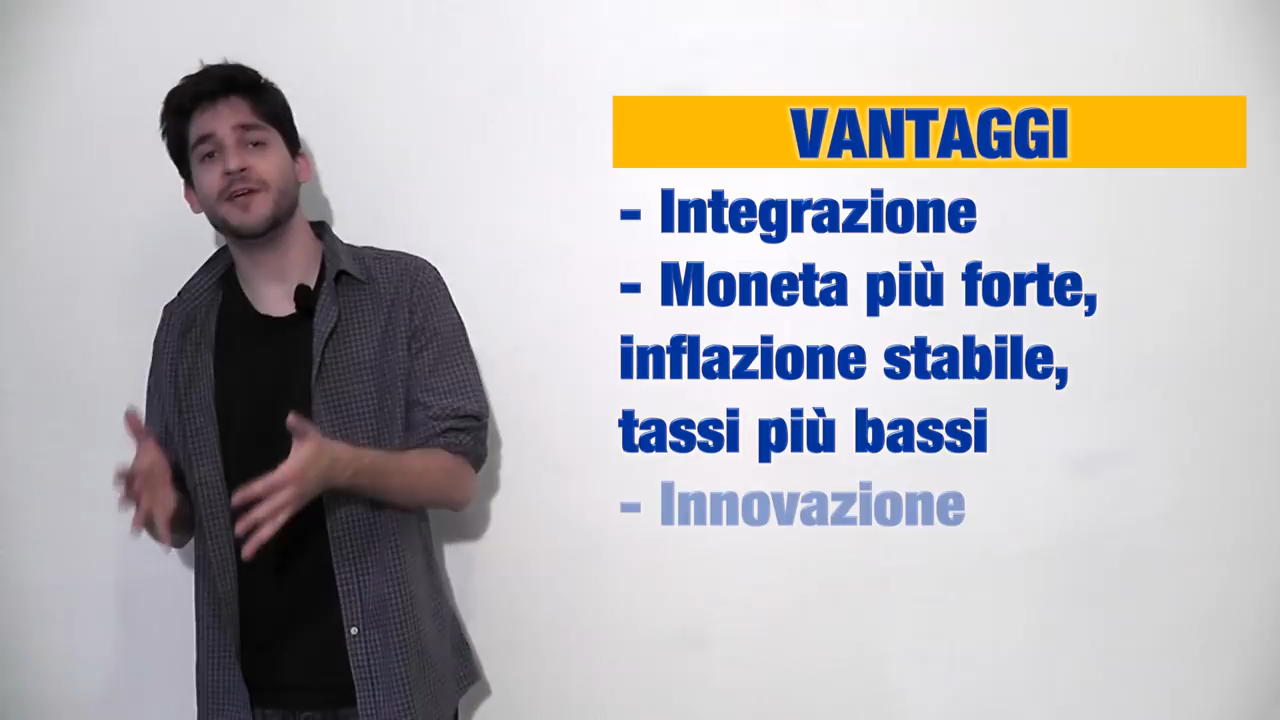 VANTAGGI
- Integrazione
- Moneta più forte,
inflazione stabile,
tassi più bassi
- Innovazione